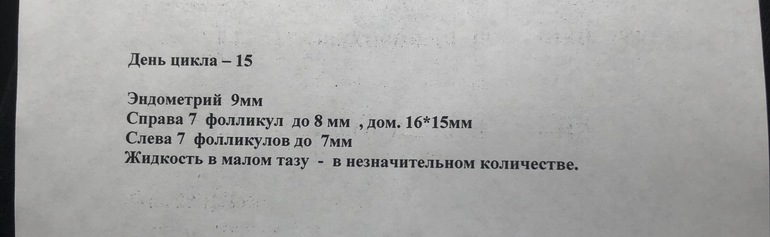 День цикла – 15
Эндометрий 9мм
Справа 7 фолликул до 8 мм , дом. 16*15мм
Слева 7 фолликулов до 7мм
Жидкость в малом тазу - в незначительном количестве.